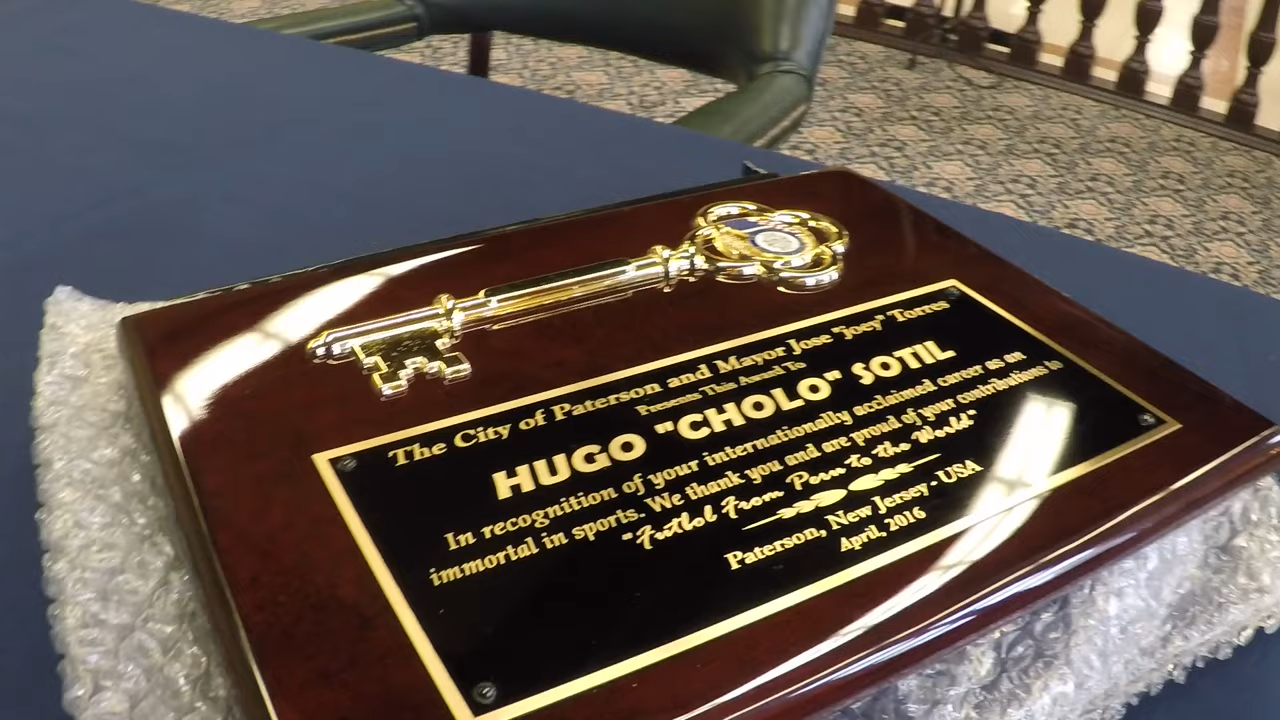 The City of Paterson and Mayor Jose "Joey" Torres
Presents This Award To
HUGO "CHOLO" SOTIL
In recognition of your internationally acclaimed career as an
immortal in sports. We thank you and are proud of your contributions to
"Futbol From Peru to the World"
Paterson, New Jersey - USA
April, 2016